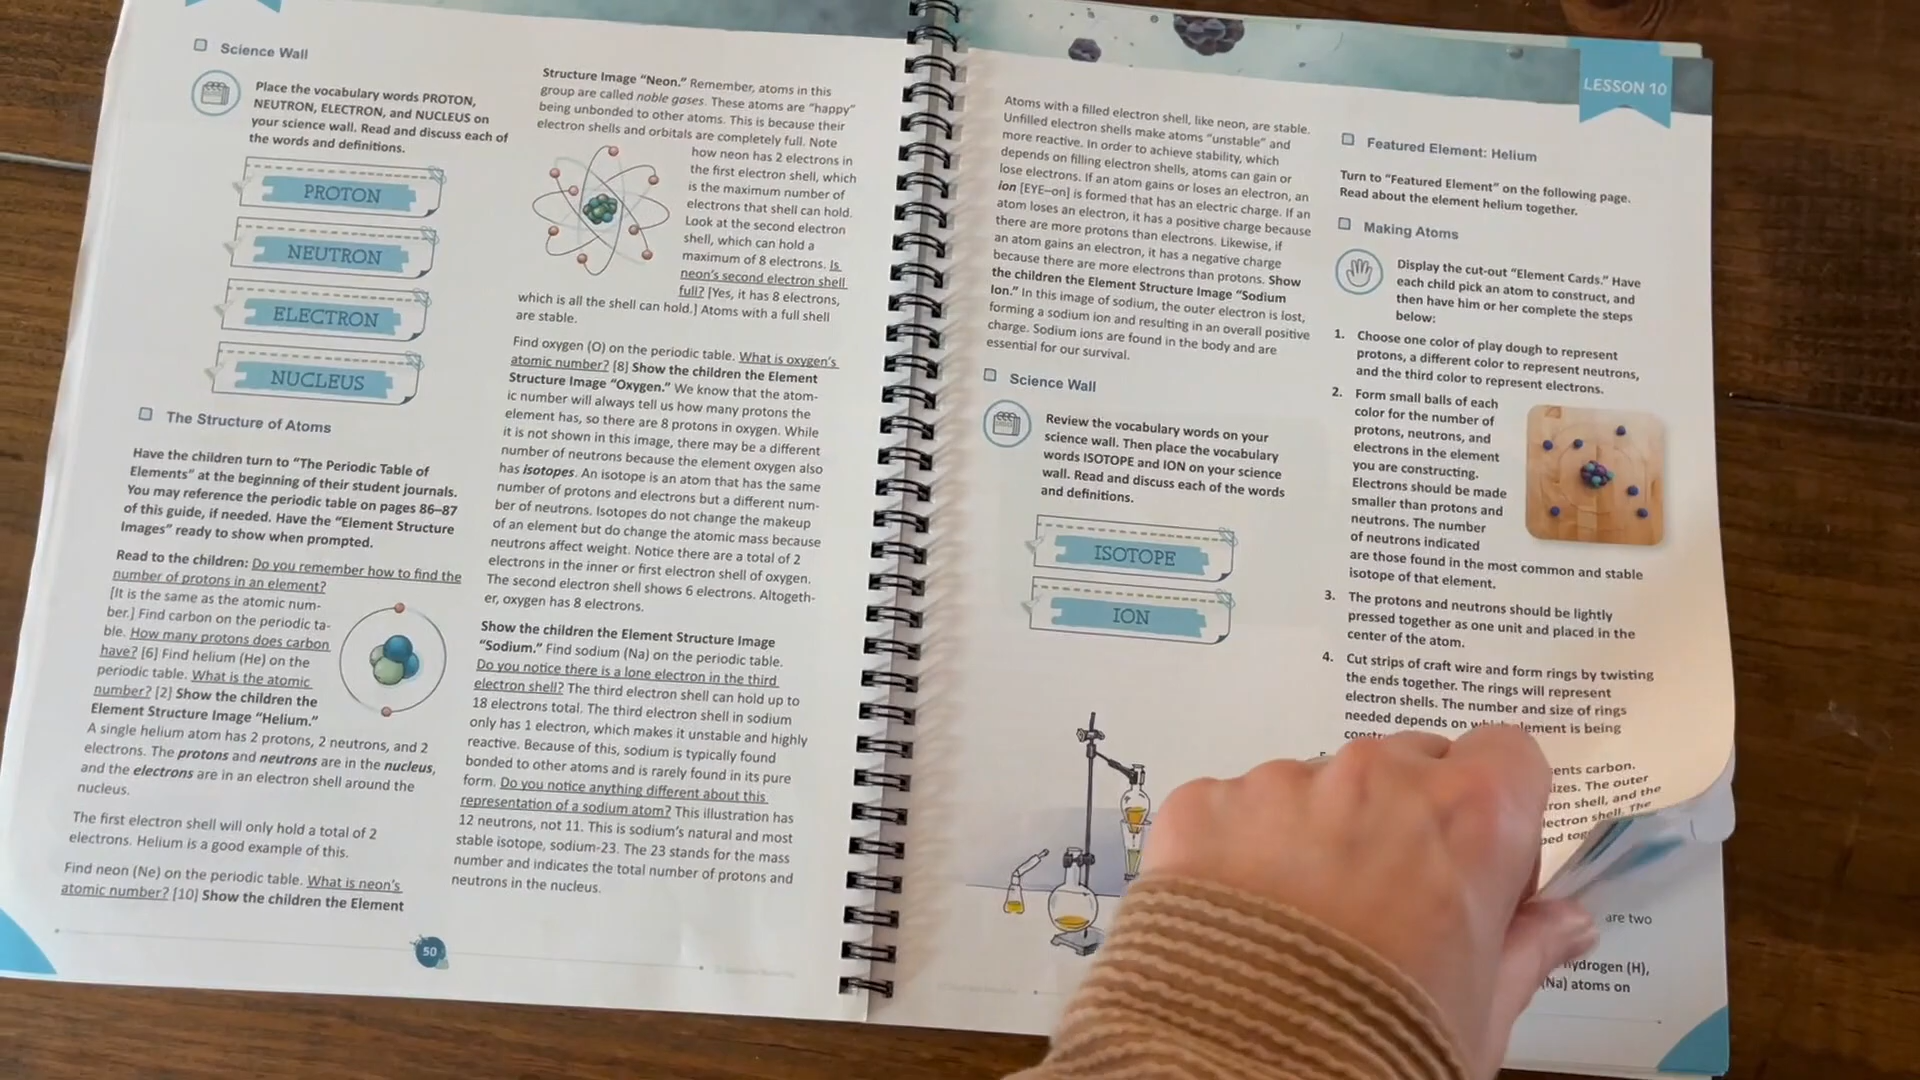 Science Wall
Place the vocabulary words PROTON,
NEUTRON, ELECTRON, and NUCLEUS on
your science wall. Read and discuss each of
the words and definitions.
PROTON
NEUTRON
ELECTRON
NUCLEUS
The Structure of Atoms
Have the children turn to “The Periodic Table of
Elements” at the beginning of their student journals.
You may reference the periodic table on pages 86–87
of this guide, if needed. Have the “Element Structure
Images” ready to show when prompted.
Read to the children: Do you remember how to find the
number of protons in an element?
[It is the same as the atomic num-
ber.] Find carbon on the periodic ta-
ble. How many protons does carbon
have? [6] Find helium (He) on the
periodic table. What is the atomic
number? [2] Show the children the
Element Structure Image “Helium.”
A single helium atom has 2 protons, 2 neutrons, and 2
electrons. The protons and neutrons are in the nucleus,
and the electrons are in an electron shell around the
nucleus.
The first electron shell will only hold a total of 2
electrons. Helium is a good example of this.
Find neon (Ne) on the periodic table. What is neon’s
atomic number? [10] Show the children the Element
50
Structure Image “Neon.” Remember, atoms in this
group are called noble gases. These atoms are “happy”
being unbonded to other atoms. This is because their
electron shells and orbitals are completely full. Note
how neon has 2 electrons in
the first electron shell, which
is the maximum number of
electrons that shell can hold.
Look at the second electron
shell, which can hold a
maximum of 8 electrons. Is
neon’s second electron shell
full? [Yes, it has 8 electrons,
which is all the shell can hold.] Atoms with a full shell
are stable.
Find oxygen (O) on the periodic table. What is oxygen’s
atomic number? [8] Show the children the Element
Structure Image “Oxygen.” We know that the atom-
ic number will always tell us how many protons the
element has, so there are 8 protons in oxygen. While
it is not shown in this image, there may be a different
number of neutrons because the element oxygen also
has isotopes. An isotope is an atom that has the same
number of protons and electrons but a different num-
ber of neutrons. Isotopes do not change the makeup
of an element but do change the atomic mass because
neutrons affect weight. Notice there are a total of 2
electrons in the inner or first electron shell of oxygen.
The second electron shell shows 6 electrons. Altogeth-
er, oxygen has 8 electrons.
Show the children the Element Structure Image
“Sodium.” Find sodium (Na) on the periodic table.
Do you notice there is a lone electron in the third
electron shell? The third electron shell can hold up to
18 electrons total. The third electron shell in sodium
only has 1 electron, which makes it unstable and highly
reactive. Because of this, sodium is typically found
bonded to other atoms and is rarely found in its pure
form. Do you notice anything different about this
representation of a sodium atom? This illustration has
12 neutrons, not 11. This is sodium’s natural and most
stable isotope, sodium-23. The 23 stands for the mass
number and indicates the total number of protons and
neutrons in the nucleus.
LESSON 10
Atoms with a filled electron shell, like neon, are stable.
Unfilled electron shells make atoms “unstable” and
more reactive. In order to achieve stability, which
depends on filling electron shells, atoms can gain or
lose electrons. If an atom gains or loses an electron, an
ion [EYE–on] is formed that has an electric charge. If an
atom loses an electron, it has a positive charge because
there are more protons than electrons. Likewise, if
an atom gains an electron, it has a negative charge
because there are more electrons than protons. Show
the children the Element Structure Image “Sodium
Ion.” In this image of sodium, the outer electron is lost,
forming a sodium ion and resulting in an overall positive
charge. Sodium ions are found in the body and are
essential for our survival.
Science Wall
Review the vocabulary words on your
science wall. Then place the vocabulary
words ISOTOPE and ION on your science
wall. Read and discuss each of the words
and definitions.
ISOTOPE
ION
Featured Element: Helium
Turn to “Featured Element” on the following page.
Read about the element helium together.
Making Atoms
Display the cut-out “Element Cards.” Have
each child pick an atom to construct, and
then have him or her complete the steps
below:
1. Choose one color of play dough to represent
protons, a different color to represent neutrons,
and the third color to represent electrons.
2. Form small balls of each
color for the number of
protons, neutrons, and
electrons in the element
you are constructing.
Electrons should be made
smaller than protons and
neutrons. The number
of neutrons indicated
are those found in the most common and stable
isotope of that element.
3. The protons and neutrons should be lightly
pressed together as one unit and placed in the
center of the atom.
4. Cut strips of craft wire and form rings by twisting
the ends together. The rings will represent
electron shells. The number and size of rings
needed depends on which element is being
ents carbon.
izes. The outer
tron shell, and the
lectron shell. The
are two
hydrogen (H),
(Na) atoms on